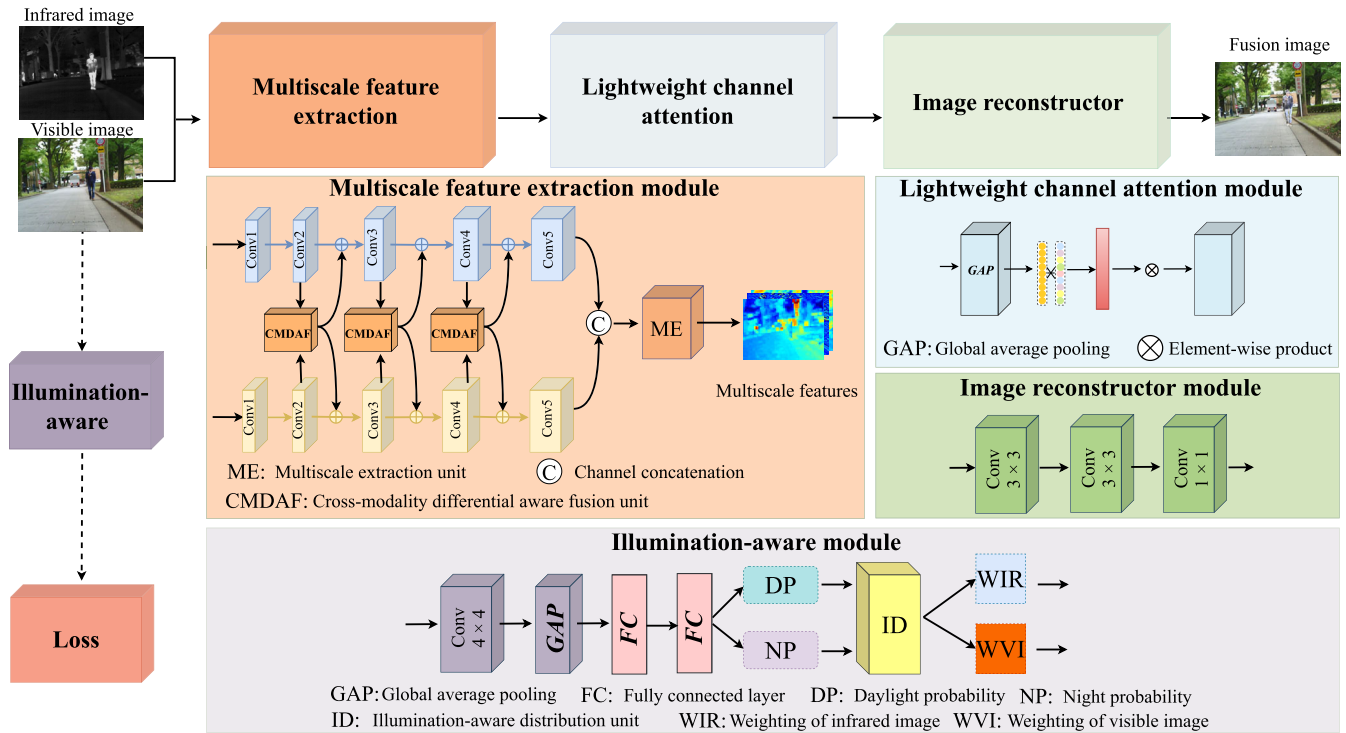 Infrared image
Visible image
Multiscale feature
extraction
Lightweight channel
attention
Image reconstructor
Fusion image
Illumination-
aware
Loss
Multiscale feature extraction module
Conv1
Conv2
Conv3
Conv4
Conv5
CMDAF
CMDAF
CMDAF
C
ME
Multiscale features
Conv1
Conv2
Conv3
Conv4
Conv5
ME: Multiscale extraction unit
C Channel concatenation
CMDAF: Cross-modality differential aware fusion unit
Lightweight channel attention module
GAP
GAP: Global average pooling
Element-wise product
Image reconstructor module
Conv
3 × 3
Conv
3 × 3
Conv
1 × 1
Illumination-aware module
Conv
4 × 4
GAP
FC
FC
DP
NP
ID
WIR
WVI
GAP: Global average pooling FC: Fully connected layer DP: Daylight probability NP: Night probability
ID: Illumination-aware distribution unit WIR: Weighting of infrared image WVI: Weighting of visible image